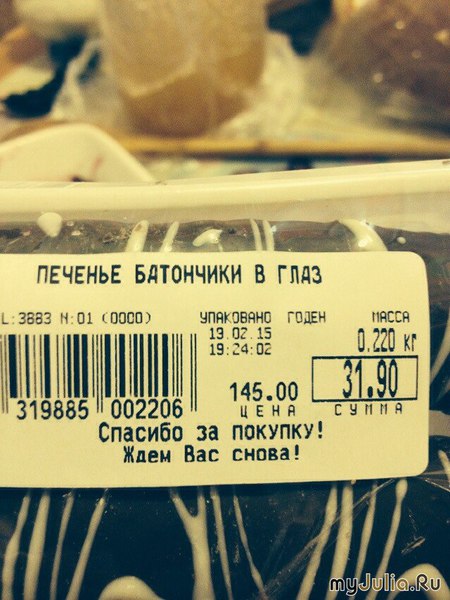 ПЕЧЕНЬЕ БАТОНЧИКИ В ГЛАЗ
L:3883 N:01 (0000) УПАКОВАНО ГОДЕН МАССА
13.02.15 0.220 кг
19:24:02
145.00 31.90
ЦЕНА СУММА
319885 002206
Спасибо за покупку!
Ждем Вас снова!
myJulia.Ru